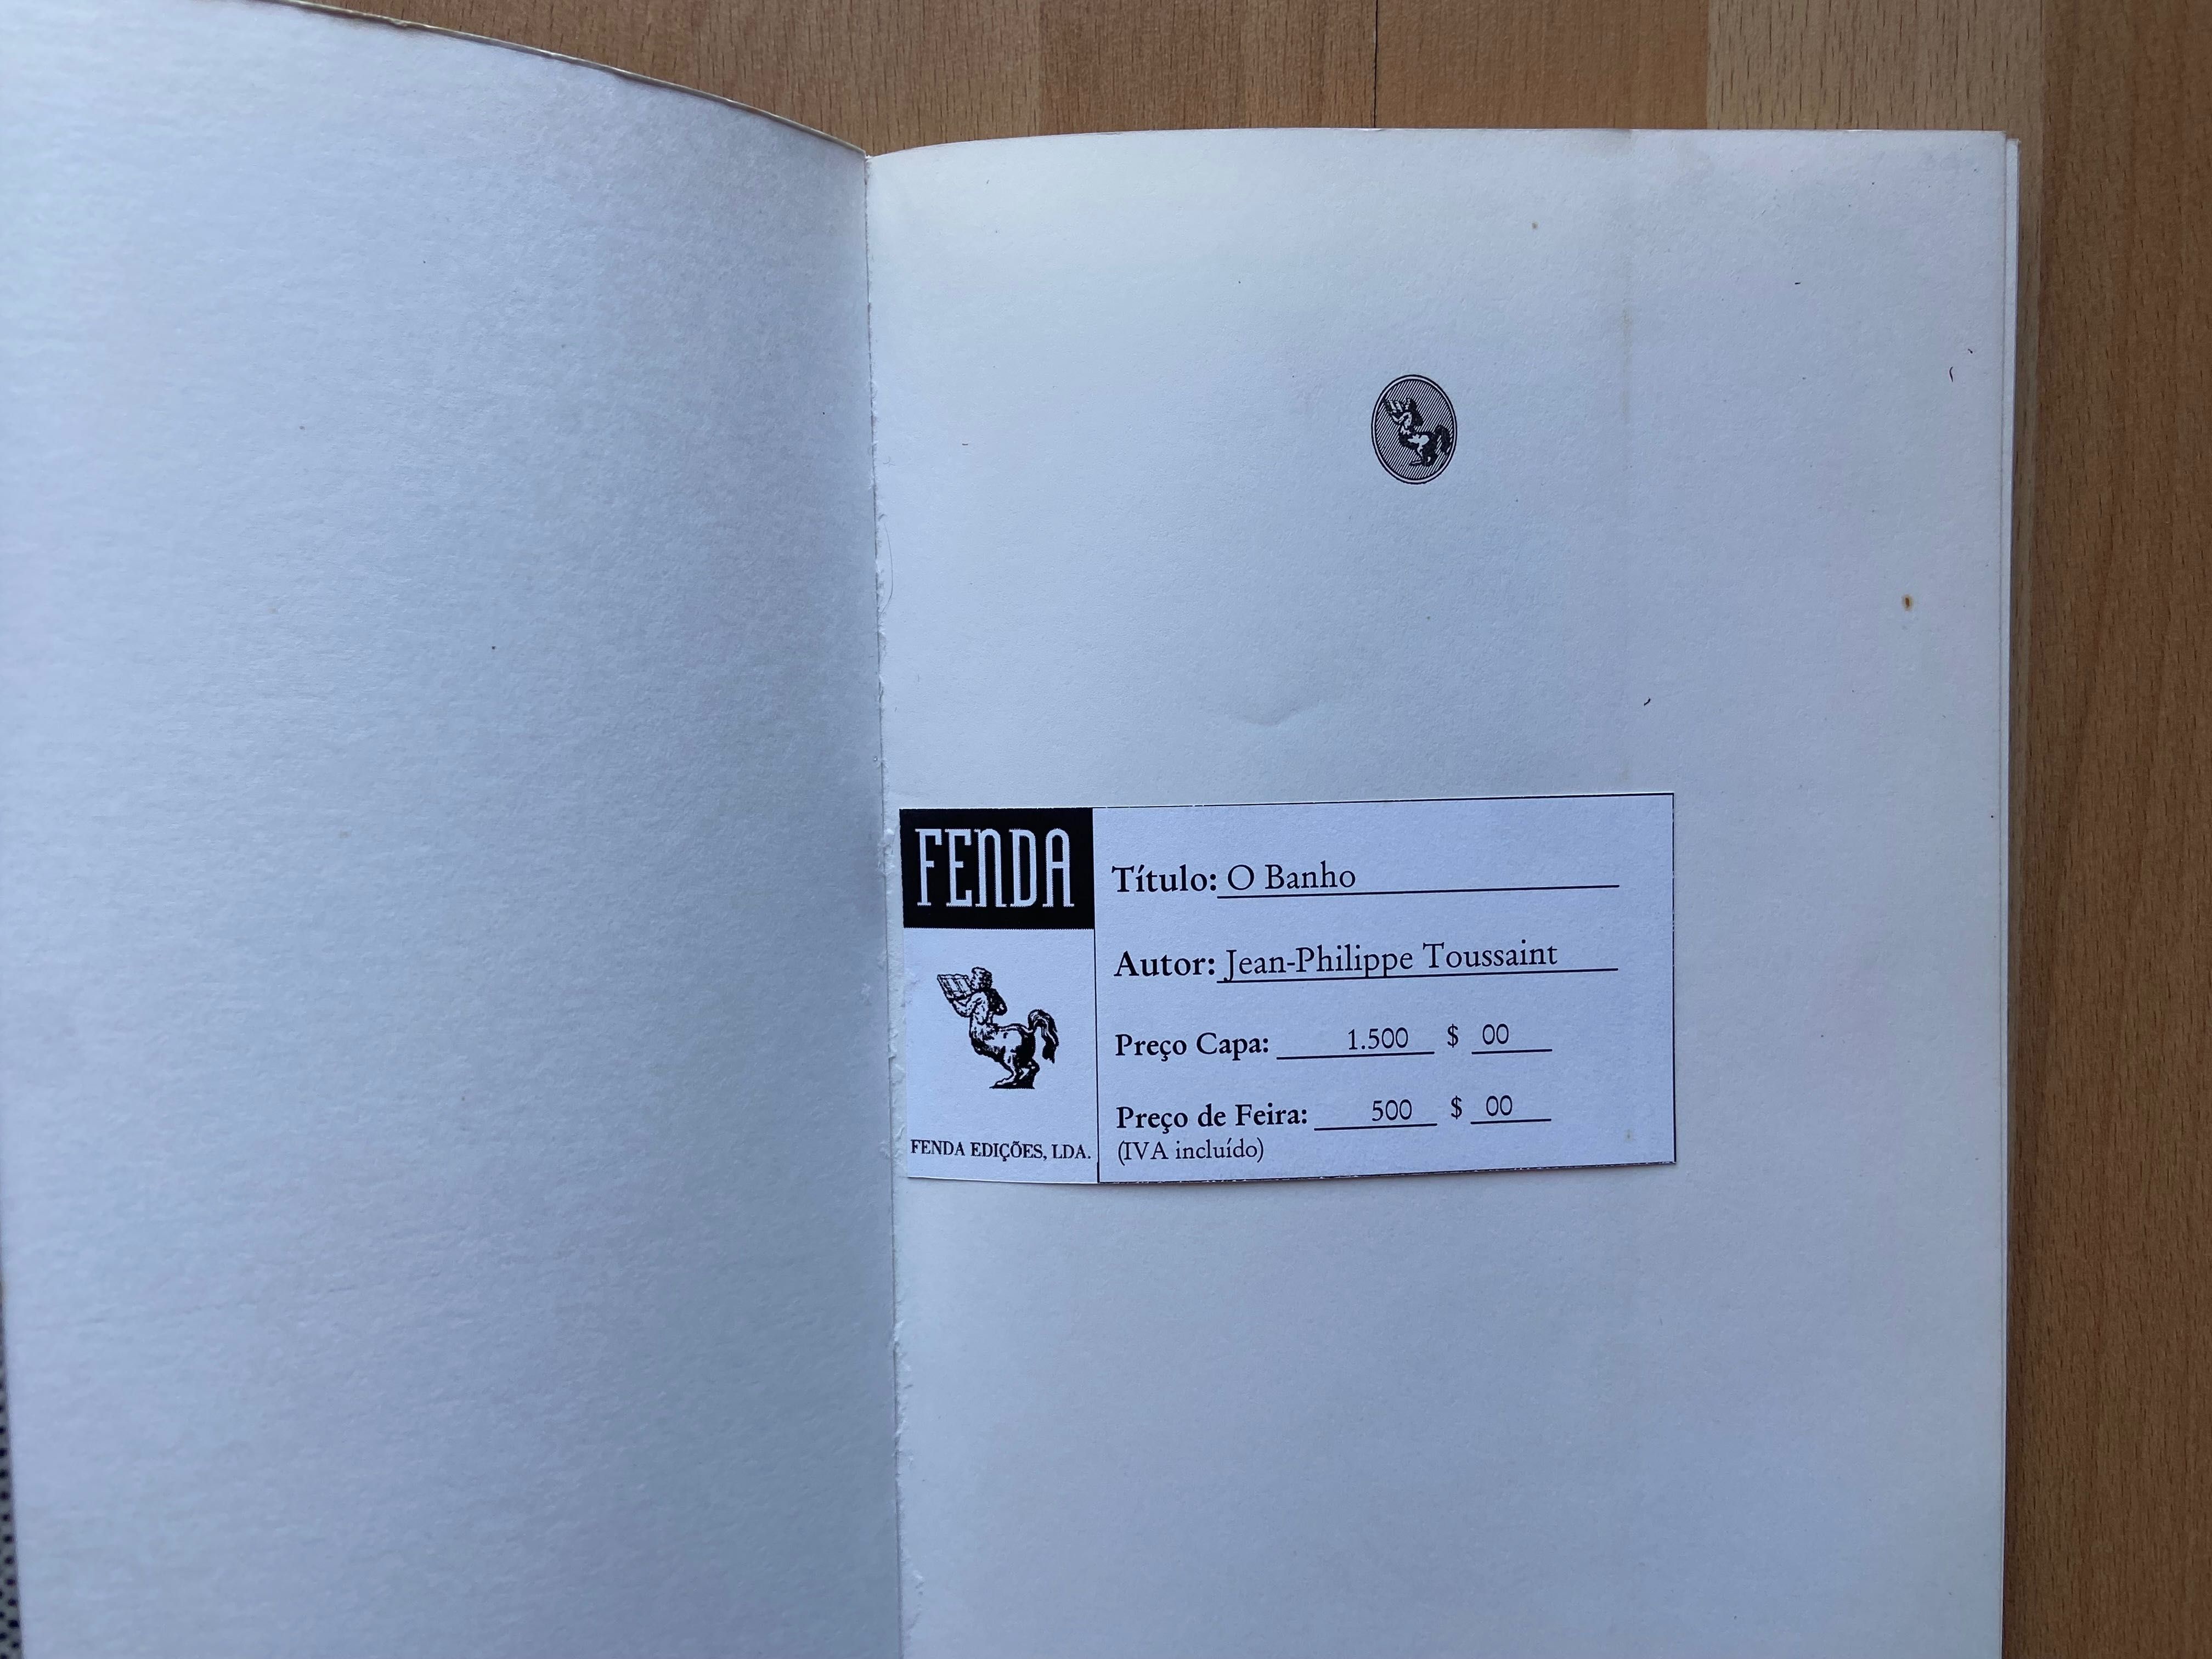 FENDA
Título: O Banho
Autor: Jean-Philippe Toussaint
Preço Capa: 1.500 $ 00
Preço de Feira: 500 $ 00
(IVA incluído)
FENDA EDIÇÕES, LDA.